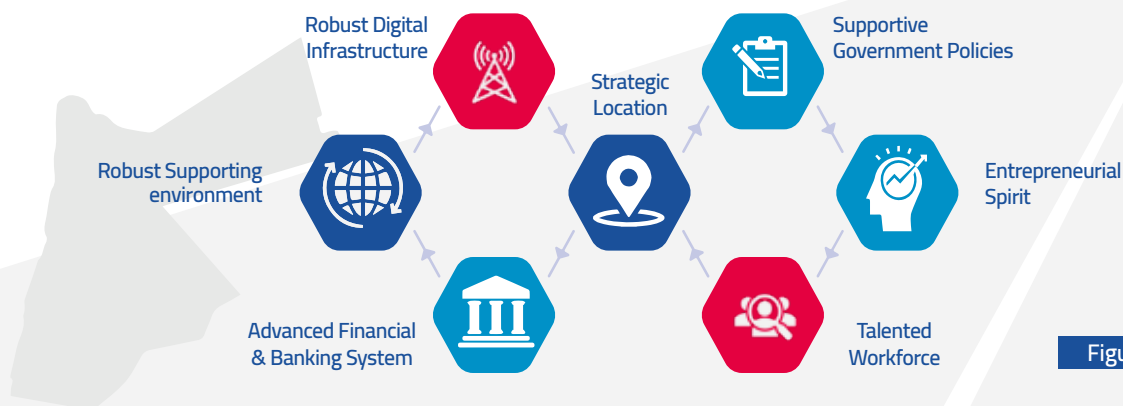 Robust Digital
Infrastructure
Supportive
Government Policies
Strategic
Location
Robust Supporting
environment
Entrepreneurial
Spirit
Advanced Financial
& Banking System
Talented
Workforce